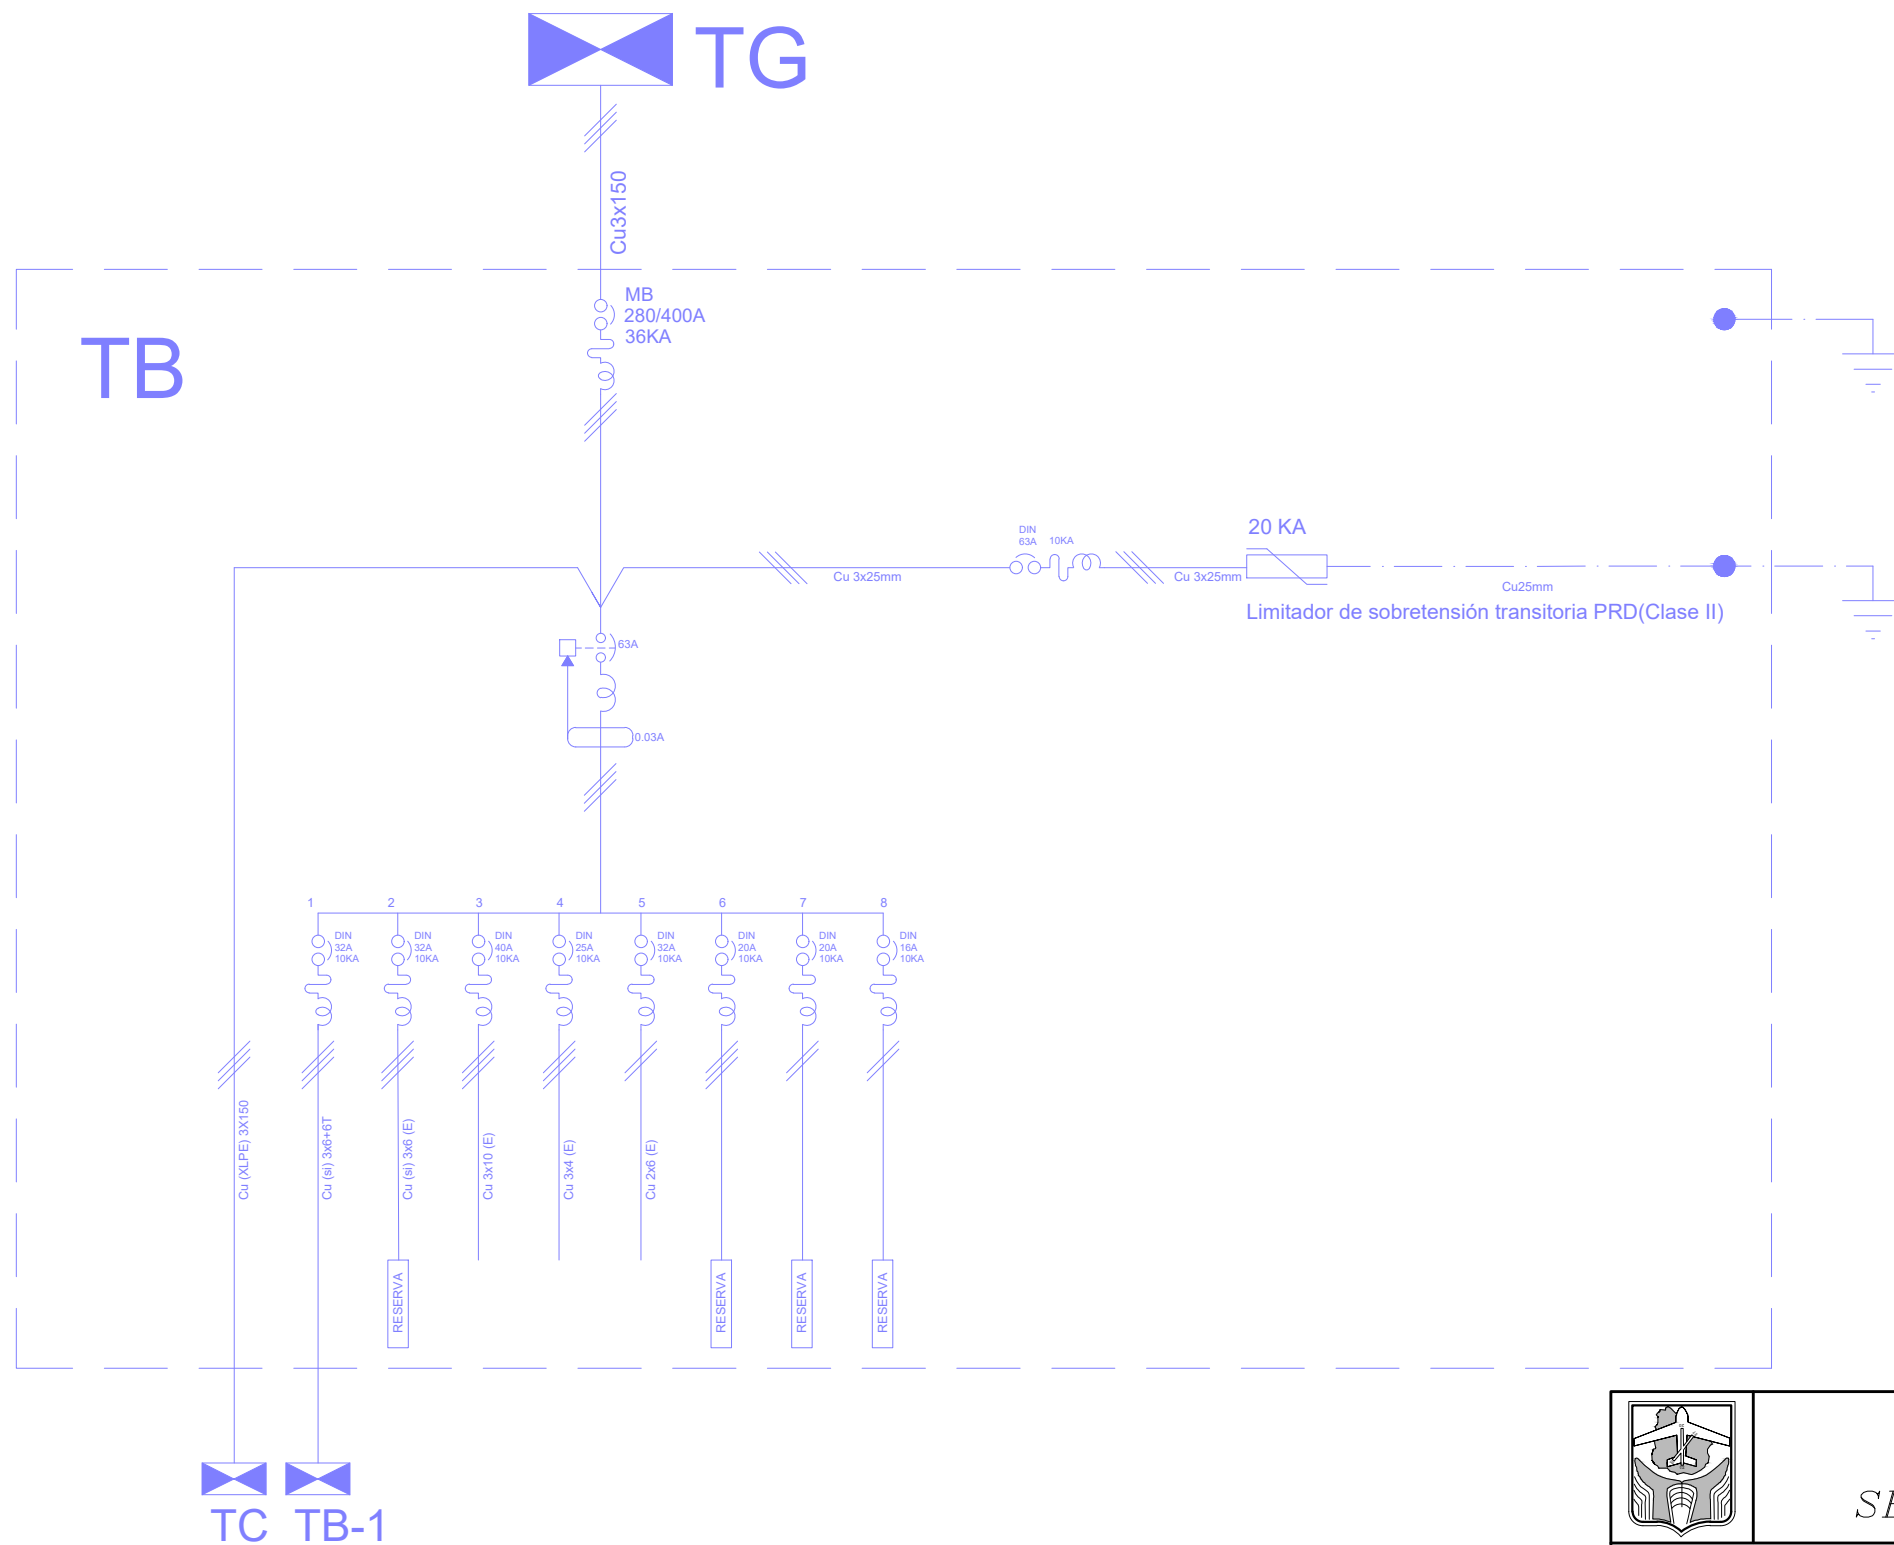 TG
Cu3x150
MB
280/400A
36KA
TB
DIN
63A
10KA
20 KA
Cu 3x25mm
Cu 3x25mm
Cu25mm
Limitador de sobretensión transitoria PRD(Clase II)
63A
0.03A
1
2
3
4
5
6
7
8
DIN
32A
10KA
DIN
32A
10KA
DIN
40A
10KA
DIN
25A
10KA
DIN
32A
10KA
DIN
20A
10KA
DIN
20A
10KA
DIN
16A
10KA
Cu (XLPE) 3X150
Cu (si) 3x6+6T
Cu (si) 3x6 (E)
Cu 3x10 (E)
Cu 3x4 (E)
Cu 2x6 (E)
RESERVA
RESERVA
RESERVA
RESERVA
TC
TB-1